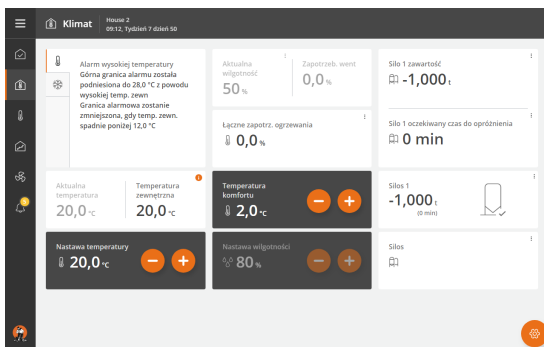 Klimat
House 2
09:12, Tydzień 7 dzień 50
Alarm wysokiej temperatury
Górna granica alarmu została
podniesiona do 28,0 °C z powodu
wysokiej temp. zewn
Granica alarmowa zostanie
zmniejszona, gdy temp. zewn.
spadnie poniżej 12,0 °C
Aktualna
wilgotność
50 %
Zapotrzeb. went
0,0 %
Silo 1 zawartość
-1,000 t
Łączne zapotrz. ogrzewania
0,0 %
Silo 1 oczekiwany czas do opróżnienia
0 min
Aktualna
temperatura
20,0 °C
Temperatura
zewnętrzna
20,0 °C
Temperatura
komfortu
2,0 °C
Silos 1
-1,000 t
(0 min)
Nastawa temperatury
20,0 °C
Nastawa wilgotności
80 %
Silos